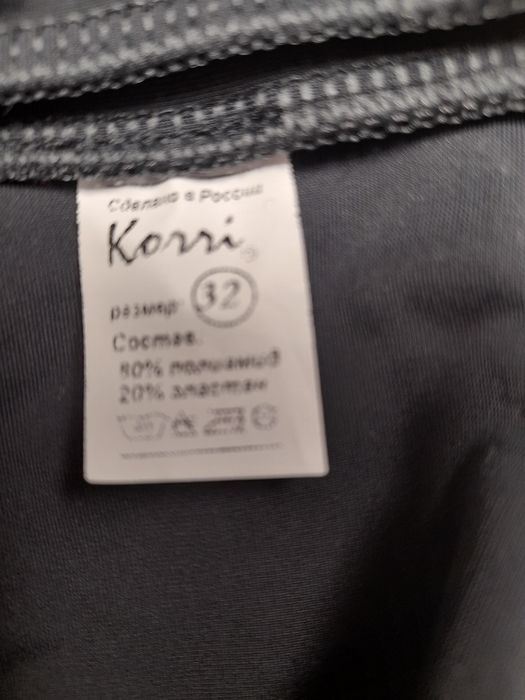 Сделано в России
Korri®
размер: 32
Состав.
80% полиамид
20% эластан